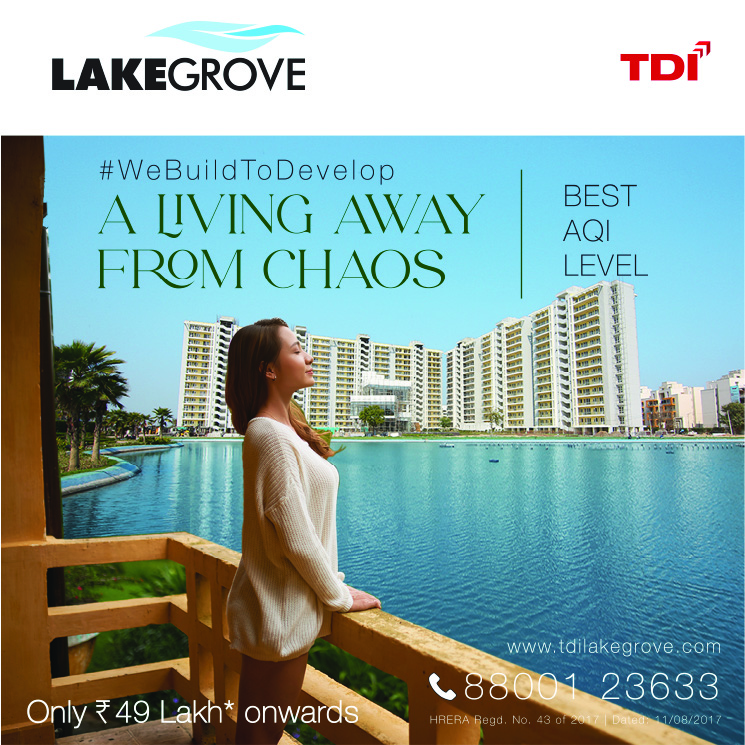 LAKEGROVE
TDI
#WeBuildToDevelop
A LIVING AWAY
FROM CHAOS
BEST
AQI
LEVEL
www.tdilakegrove.com
88001 23633
HRERA Regd. No. 43 of 2017 | Dated: 11/08/2017
Only ₹ 49 Lakh* onwards